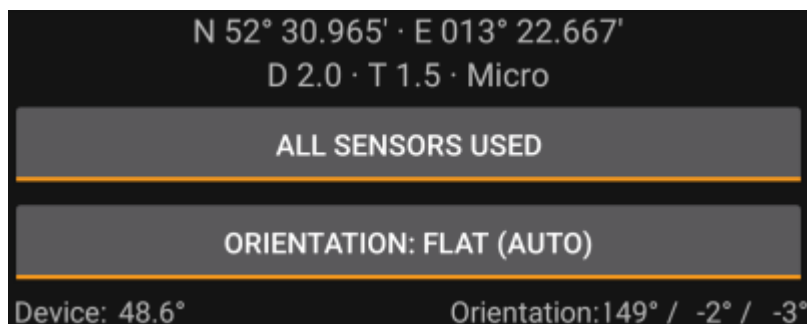 N 52° 30.965' · E 013° 22.667'
D 2.0 · T 1.5 · Micro
ALL SENSORS USED
ORIENTATION: FLAT (AUTO)
Device: 48.6° Orientation:149° / -2° / -3°